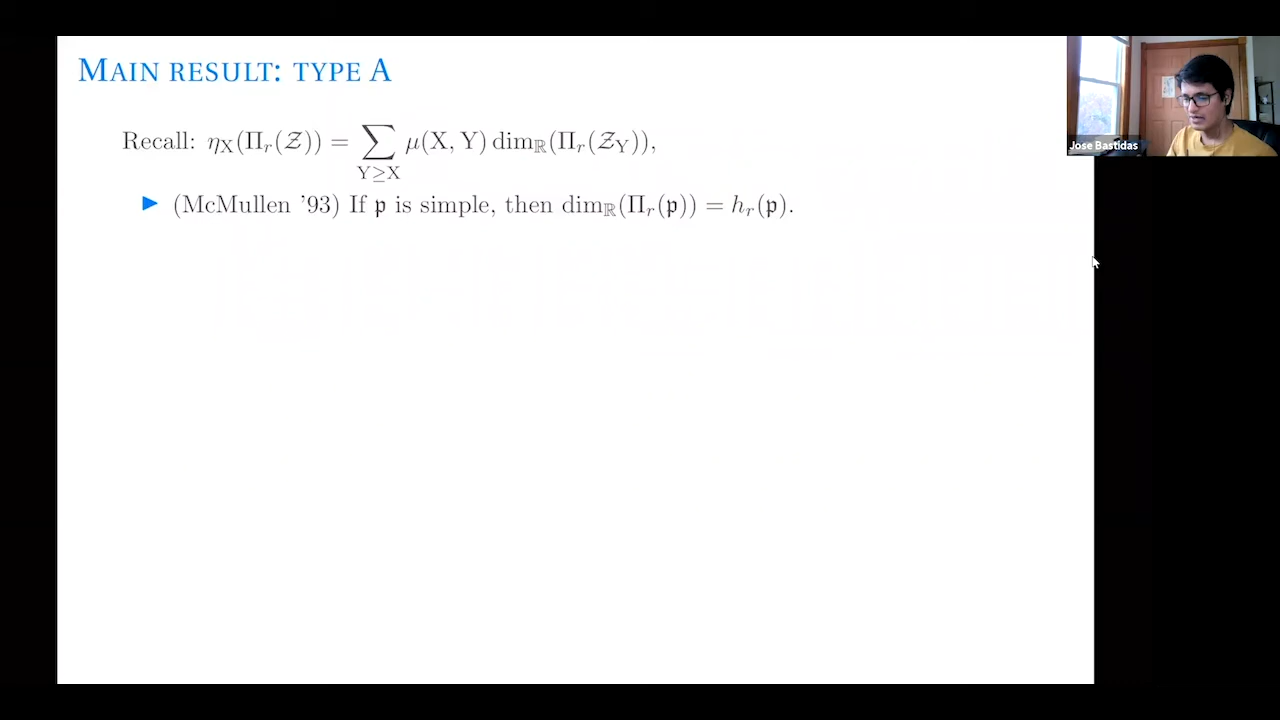 MAIN RESULT: TYPE A
Recall: η_X(Π_r(𝒵)) = ∑_{Y≥X} μ(X, Y) dim_ℝ(Π_r(𝒵_Y)),
▶ (McMullen '93) If 𝔭 is simple, then dim_ℝ(Π_r(𝔭)) = h_r(𝔭).
Jose Bastidas